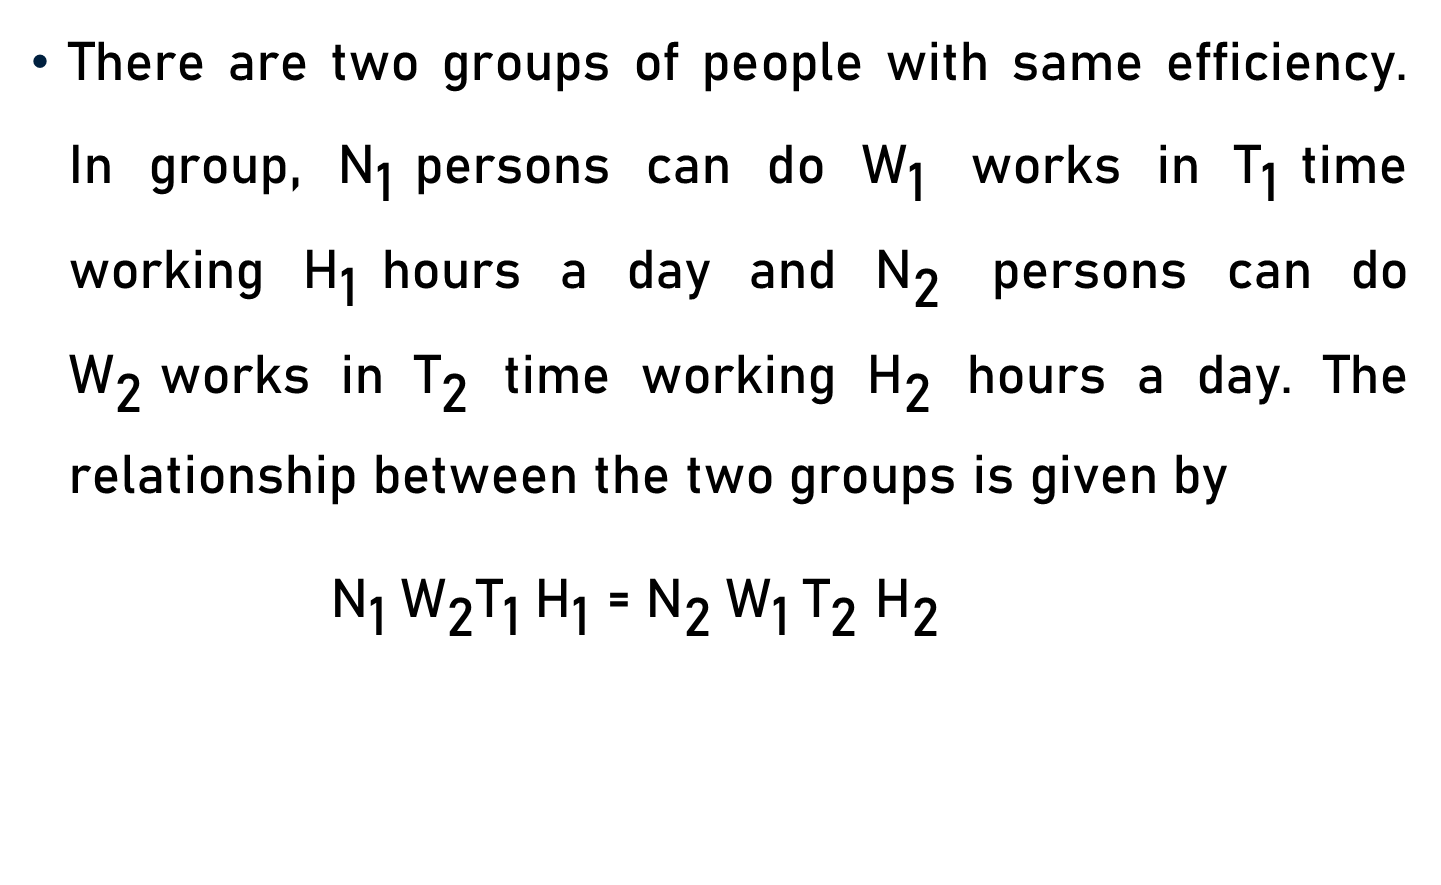 • There are two groups of people with same efficiency.
In group, N₁ persons can do W₁ works in T₁ time
working H₁ hours a day and N₂ persons can do
W₂ works in T₂ time working H₂ hours a day. The
relationship between the two groups is given by
N₁ W₂T₁ H₁ = N₂ W₁ T₂ H₂